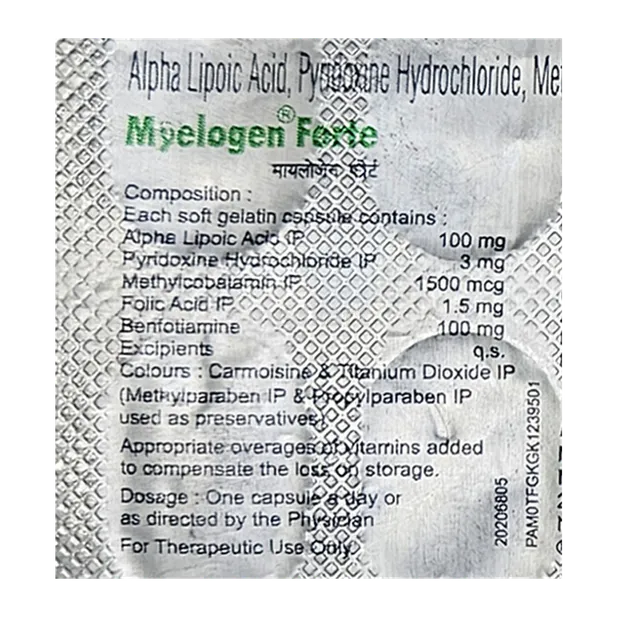 Alpha Lipoic Acid, Pyridoxine Hydrochloride, Me
Myelogen® Forte
मायलोजेन फोर्ट
Composition :
Each soft gelatin capsule contains :
Alpha Lipoic Acid IP 100 mg
Pyridoxine Hydrochloride IP 3 mg
Methylcobalamin IP 1500 mcg
Folic Acid IP 1.5 mg
Benfotiamine 100 mg
Excipients q.s.
Colours : Carmoisine & Titanium Dioxide IP
(Methylparaben IP & Propylparaben IP
used as preservatives)
Appropriate overages of vitamins added
to compensate the loss on storage.
Dosage : One capsule a day or
as directed by the Physician
For Therapeutic Use Only
20206805
PAM0TFGKGK1239501